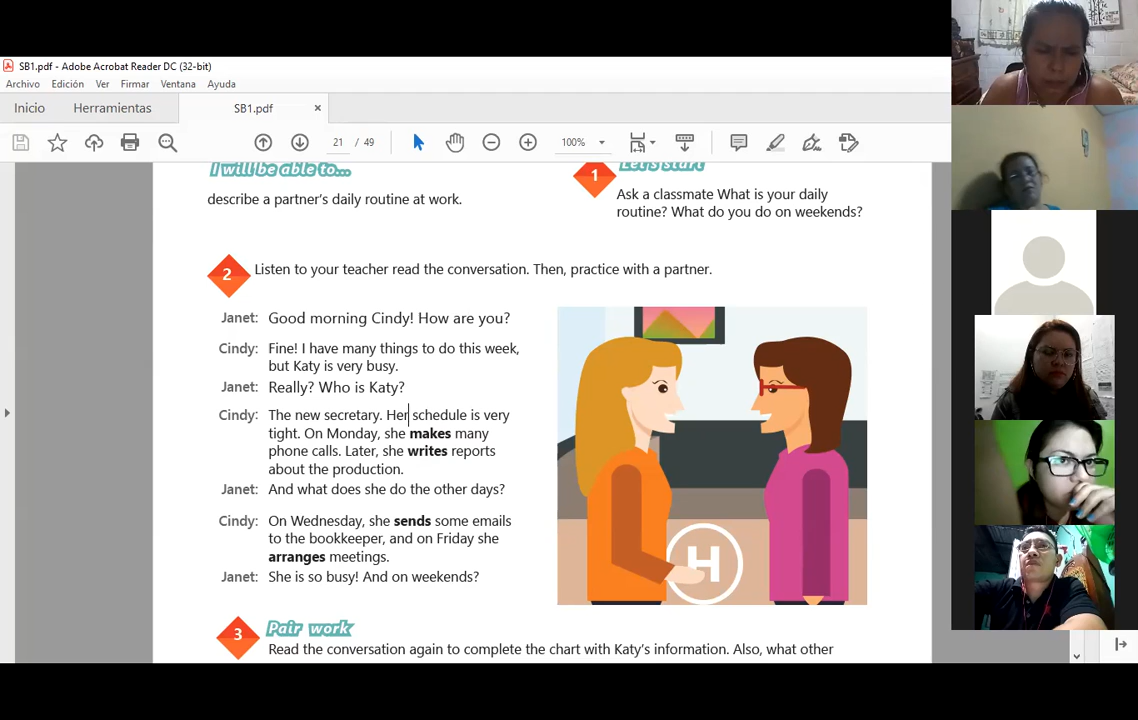 SB1.pdf - Adobe Acrobat Reader DC (32-bit)
Archivo Edición Ver Firmar Ventana Ayuda
Inicio Herramientas SB1.pdf ×
21 / 49 100%
I will be able to...
describe a partner's daily routine at work.
1 Let's start
Ask a classmate What is your daily
routine? What do you do on weekends?
2 Listen to your teacher read the conversation. Then, practice with a partner.
Janet: Good morning Cindy! How are you?
Cindy: Fine! I have many things to do this week,
but Katy is very busy.
Janet: Really? Who is Katy?
Cindy: The new secretary. Her schedule is very
tight. On Monday, she makes many
phone calls. Later, she writes reports
about the production.
Janet: And what does she do the other days?
Cindy: On Wednesday, she sends some emails
to the bookkeeper, and on Friday she
arranges meetings.
Janet: She is so busy! And on weekends?
H
3 Pair work
Read the conversation again to complete the chart with Katy's information. Also, what other